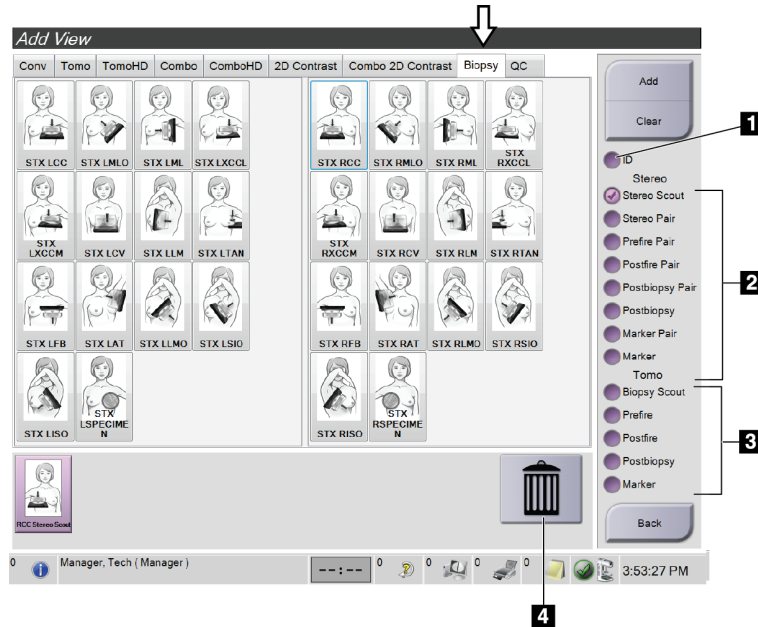 Add View
Conv Tomo TomoHD Combo ComboHD 2D Contrast Combo 2D Contrast Biopsy QC
STX LCC STX LMLO STX LML STX LXCCL
STX RCC STX RMLO STX RML STX RXCCL
STX LXCCM STX LCV STX LLM STX LTAN
STX RXCCM STX RCV STX RLM STX RTAN
STX LFB STX LAT STX LLMO STX LSIO
STX RFB STX RAT STX RLMO STX RSIO
STX LISO STX LSPECIMEN
STX RISO STX RSPECIMEN
RCC Stereo Scout
Add
Clear
1
ID
Stereo
Stereo Scout
Stereo Pair
Prefire Pair
Postfire Pair
2
Postbiopsy Pair
Postbiopsy
Marker Pair
Marker
Tomo
Biopsy Scout
Prefire
Postfire
3
Postbiopsy
Marker
Back
0 Manager, Tech ( Manager ) --:-- 0 0 0 0 3:53:27 PM
4